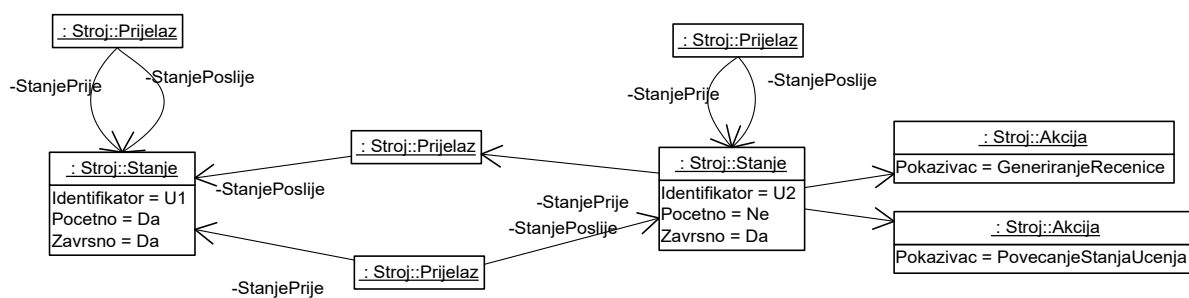 : Stroj::Prijelaz
: Stroj::Prijelaz
-StanjePrije
-StanjePoslije
-StanjePrije
-StanjePoslije
: Stroj::Stanje
Identifikator = U1
Pocetno = Da
Zavrsno = Da
: Stroj::Prijelaz
: Stroj::Stanje
Identifikator = U2
Pocetno = Ne
Zavrsno = Da
: Stroj::Akcija
Pokazivac = GeneriranjeRecenice
-StanjePoslije
-StanjePrije
-StanjePoslije
: Stroj::Akcija
Pokazivac = PovecanjeStanjaUcenja
: Stroj::Prijelaz
-StanjePrije